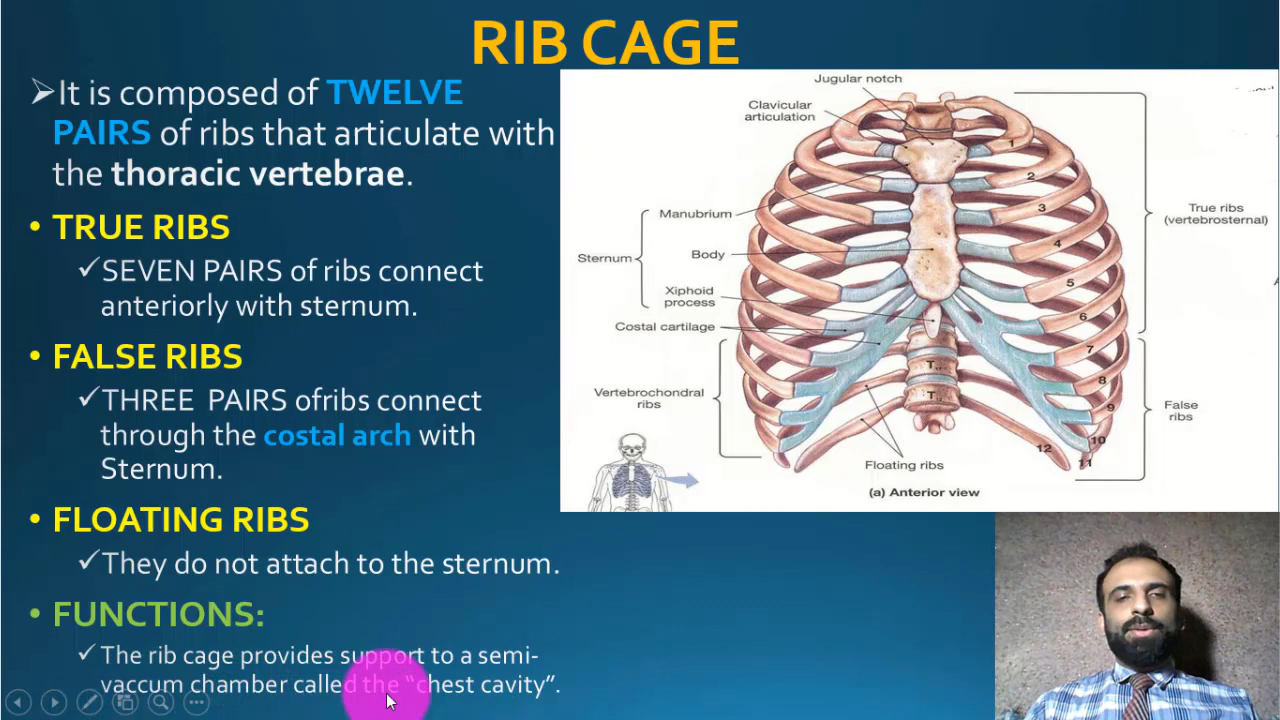 RIB CAGE
It is composed of TWELVE
PAIRS of ribs that articulate with
the thoracic vertebrae.
• TRUE RIBS
SEVEN PAIRS of ribs connect
anteriorly with sternum.
• FALSE RIBS
THREE PAIRS ofribs connect
through the costal arch with
Sternum.
• FLOATING RIBS
They do not attach to the sternum.
• FUNCTIONS:
The rib cage provides support to a semi-
vaccum chamber called the “chest cavity”.
Jugular notch
Clavicular
articulation
Manubrium
Sternum
Body
Xiphoid
process
Costal cartilage
Vertebrochondral
ribs
Floating ribs
(a) Anterior view
True ribs
(vertebrosternal)
False
ribs
1
2
3
4
5
6
7
8
9
10
11
12
T
T